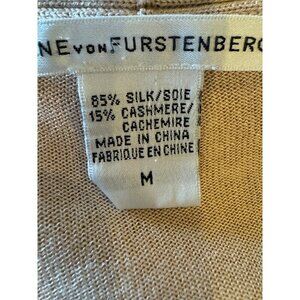 NE VON FURSTENBERG
85% SILK/SOIE
15% CASHMERE/
CACHEMIRE
MADE IN CHINA
FABRIQUE EN CHINE
M